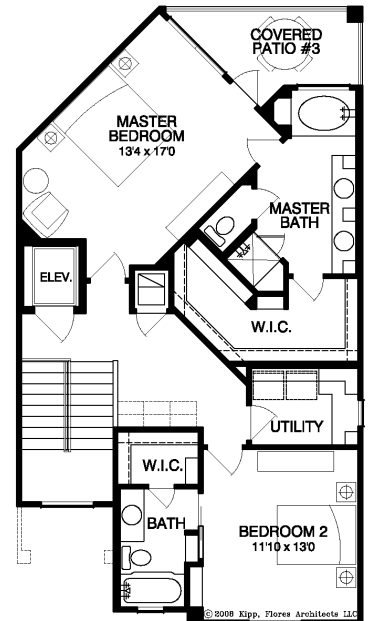 COVERED
PATIO #3
MASTER
BEDROOM
13'4 x 17'0
MASTER
BATH
ELEV.
W.I.C.
UTILITY
W.I.C.
BATH
BEDROOM 2
11'10 x 13'0
© 2008 Kipp, Flores Architects LLC